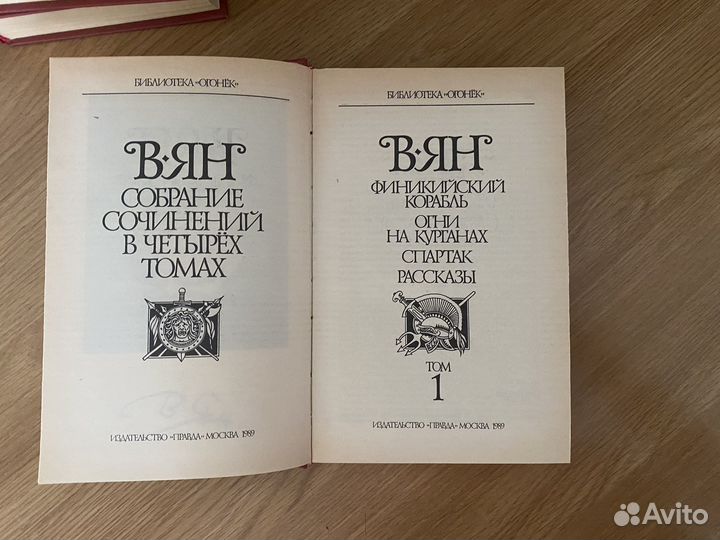 БИБЛИОТЕКА «ОГОНЁК»
В·ЯН
СОБРАНИЕ
СОЧИНЕНИЙ
В ЧЕТЫРЁХ
ТОМАХ
ИЗДАТЕЛЬСТВО «ПРАВДА» МОСКВА 1989
БИБЛИОТЕКА «ОГОНЁК»
В·ЯН
ФИНИКИЙСКИЙ
КОРАБЛЬ
ОГНИ
НА КУРГАНАХ
СПАРТАК
РАССКАЗЫ
ТОМ
1
ИЗДАТЕЛЬСТВО «ПРАВДА» МОСКВА 1989
Avito